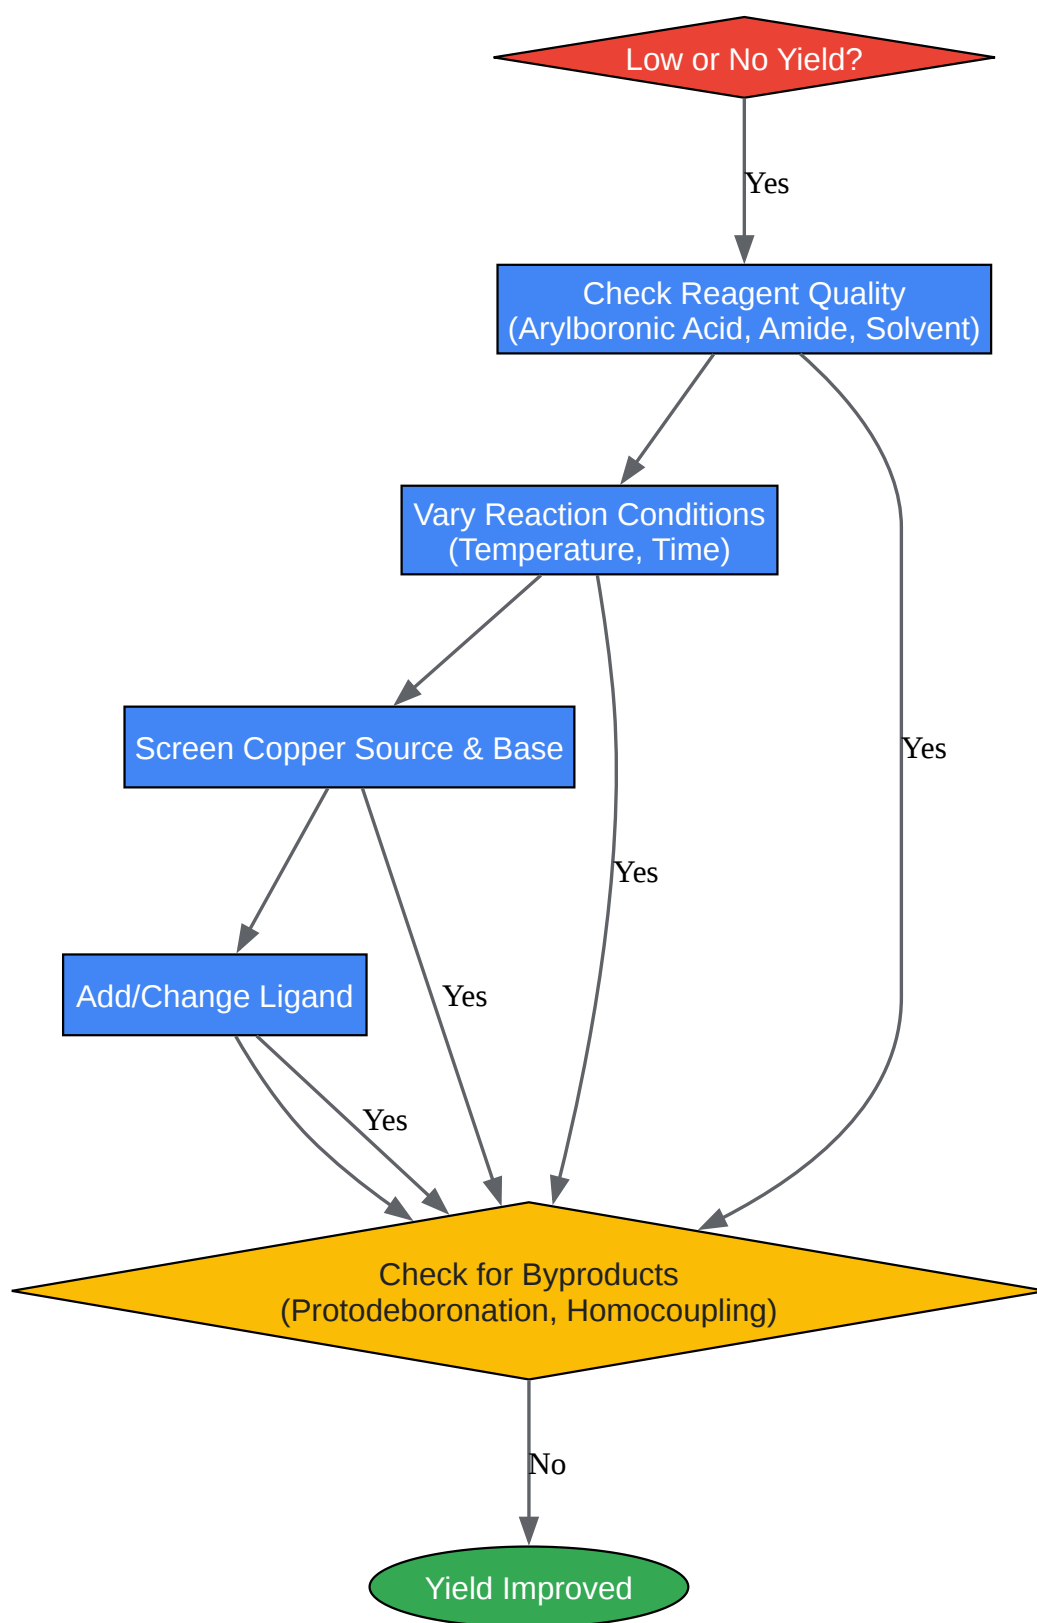 Low or No Yield?
Yes
Check Reagent Quality
(Arylboronic Acid, Amide, Solvent)
Vary Reaction Conditions
(Temperature, Time)
Screen Copper Source & Base
Yes
Yes
Add/Change Ligand
Yes
Yes
Check for Byproducts
(Protodeboronation, Homocoupling)
No
Yield Improved